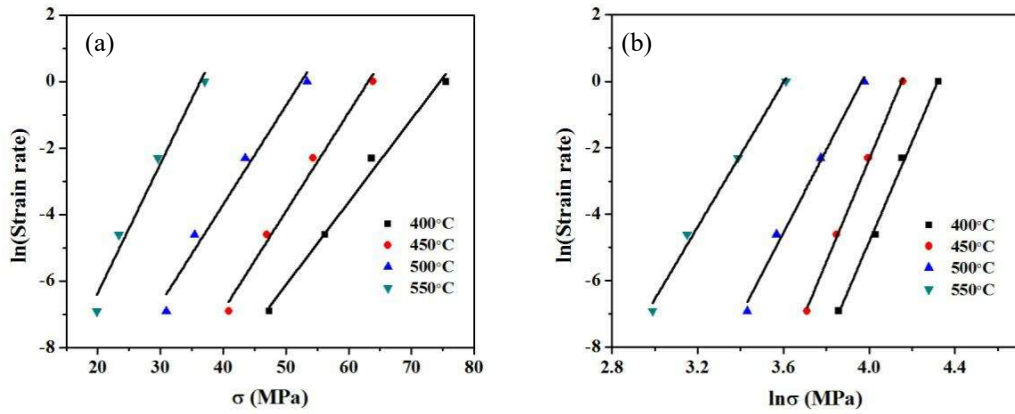 (a)
ln(Strain rate)
2
0
-2
-4
-6
-8
400°C
450°C
500°C
550°C
20 30 40 50 60 70 80
σ (MPa)
(b)
ln(Strain rate)
2
0
-2
-4
-6
-8
400°C
450°C
500°C
550°C
2.8 3.2 3.6 4.0 4.4
lnσ (MPa)